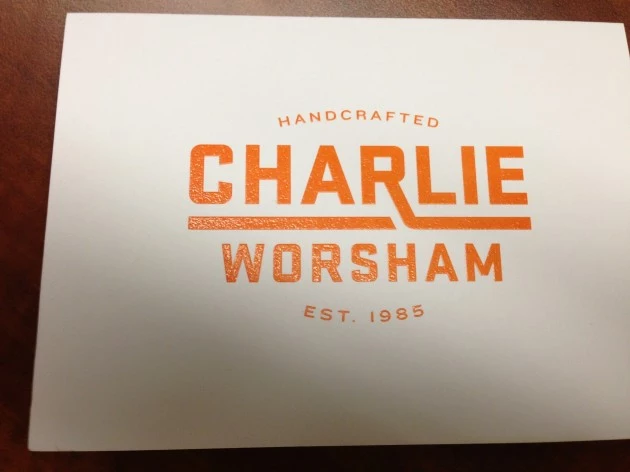 HANDCRAFTED
CHARLIE
WORSHAM
EST. 1985